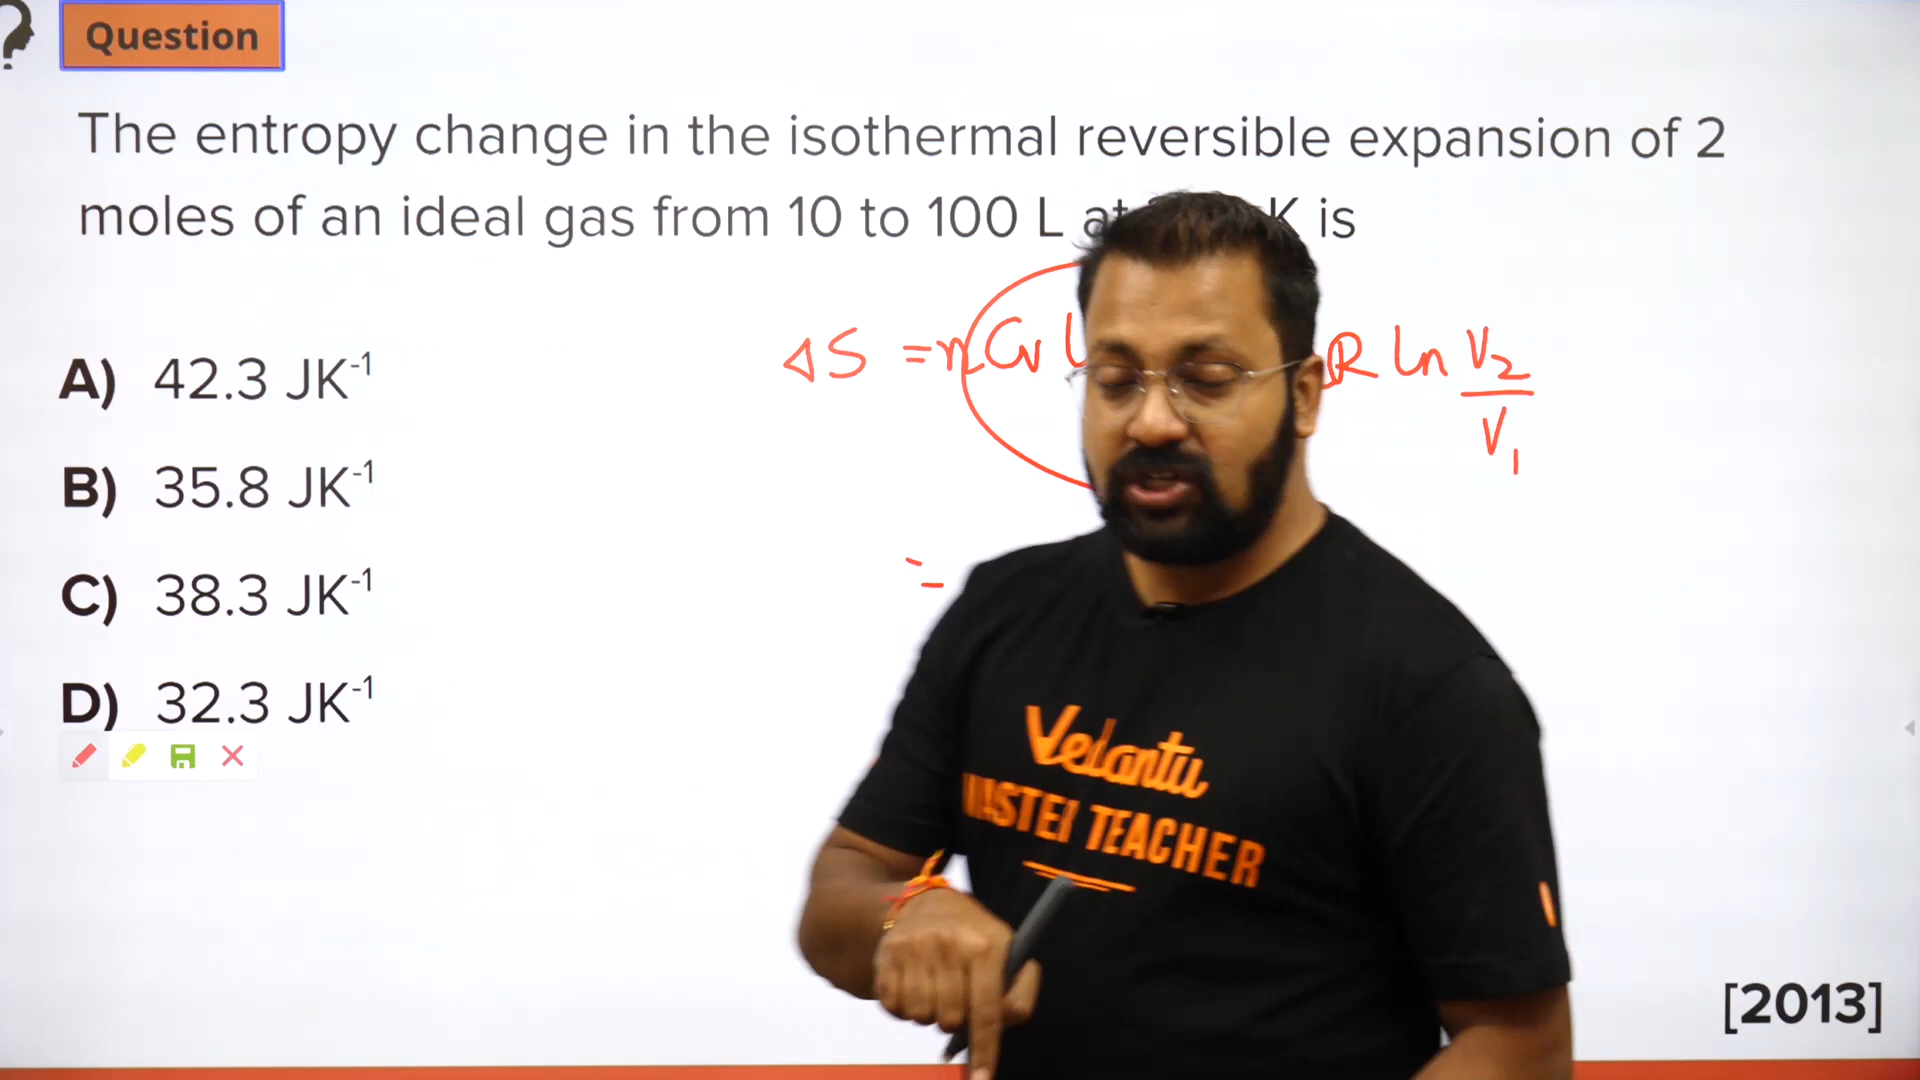 Question
The entropy change in the isothermal reversible expansion of 2
moles of an ideal gas from 10 to 100 L at K is
A) 42.3 JK⁻¹
B) 35.8 JK⁻¹
C) 38.3 JK⁻¹
D) 32.3 JK⁻¹
ΔS = nCv l R ln V₂/V₁
=
Vedantu
MASTER TEACHER
[2013]